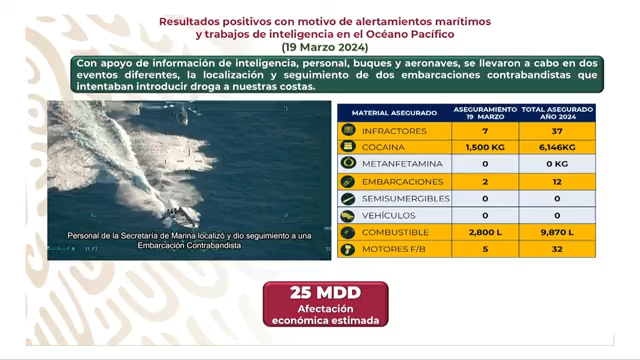 Resultados positivos con motivo de alertamientos marítimos
y trabajos de inteligencia en el Océano Pacífico
(19 Marzo 2024)
Con apoyo de información de inteligencia, personal, buques y aeronaves, se llevaron a cabo en dos
eventos diferentes, la localización y seguimiento de dos embarcaciones contrabandistas que
intentaban introducir droga a nuestras costas.
Personal de la Secretaría de Marina localizó y dio seguimiento a una
Embarcación Contrabandista
MATERIAL ASEGURADO ASEGURAMIENTO 19 MARZO TOTAL ASEGURADO AÑO 2024
INFRACTORES 7 37
COCAINA 1,500 KG 6,146KG
METANFETAMINA 0 0 KG
EMBARCACIONES 2 12
SEMISUMERGIBLES 0 0
VEHÍCULOS 0 0
COMBUSTIBLE 2,800 L 9,870 L
MOTORES F/B 5 32
25 MDD
Afectación
económica estimada